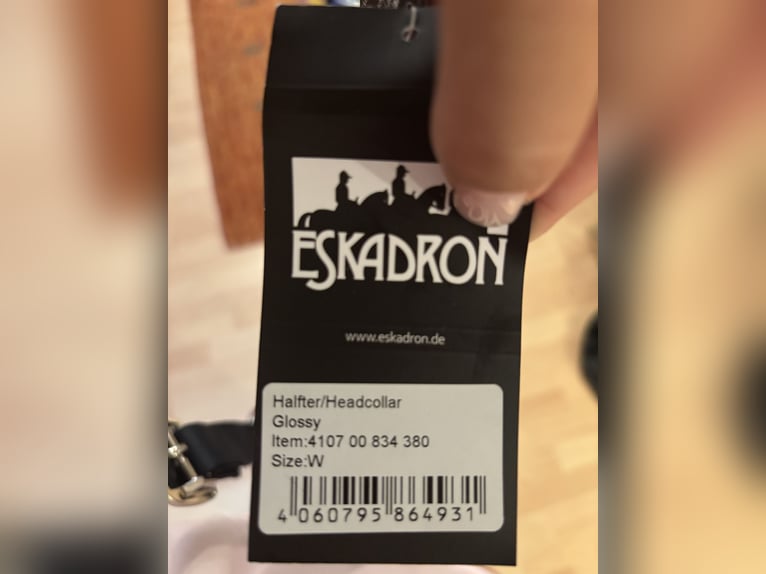 ESKADRON
www.eskadron.de
Halfter/Headcollar
Glossy
Item:4107 00 834 380
Size:W
4 060795 864931